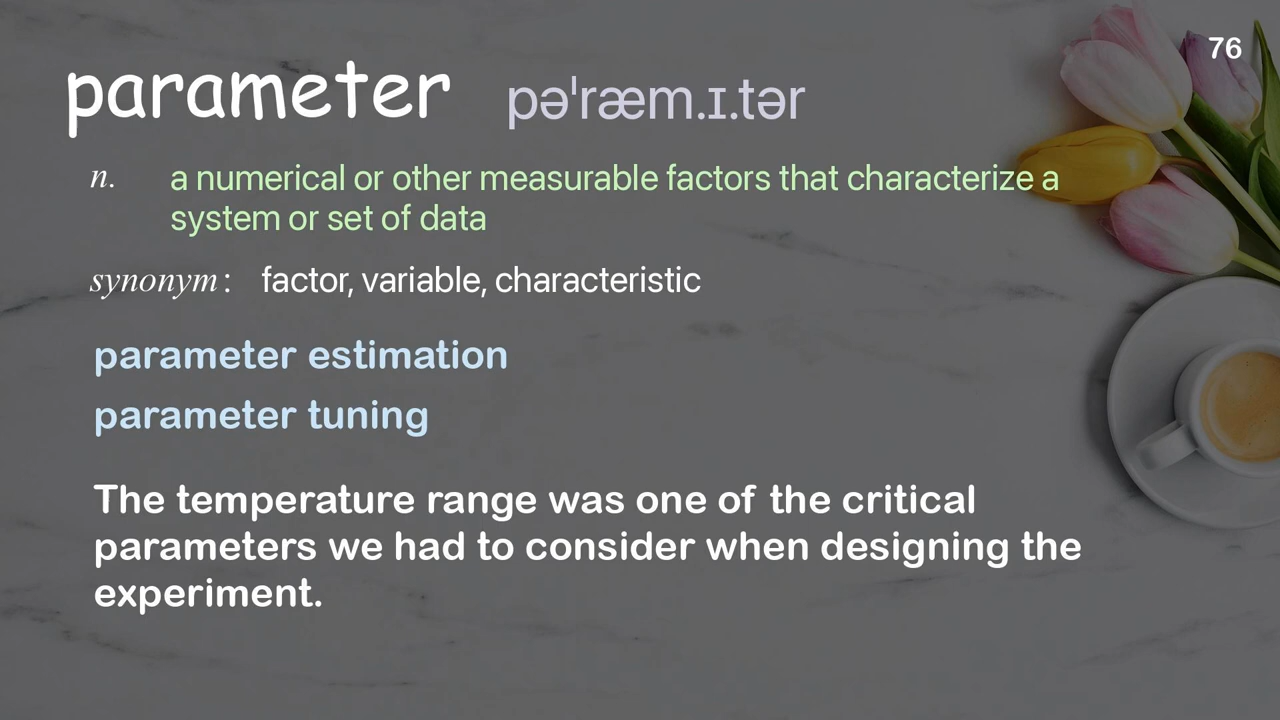 76
parameter pəˈræm.ɪ.tər
n. a numerical or other measurable factors that characterize a
system or set of data
synonym: factor, variable, characteristic
parameter estimation
parameter tuning
The temperature range was one of the critical
parameters we had to consider when designing the
experiment.